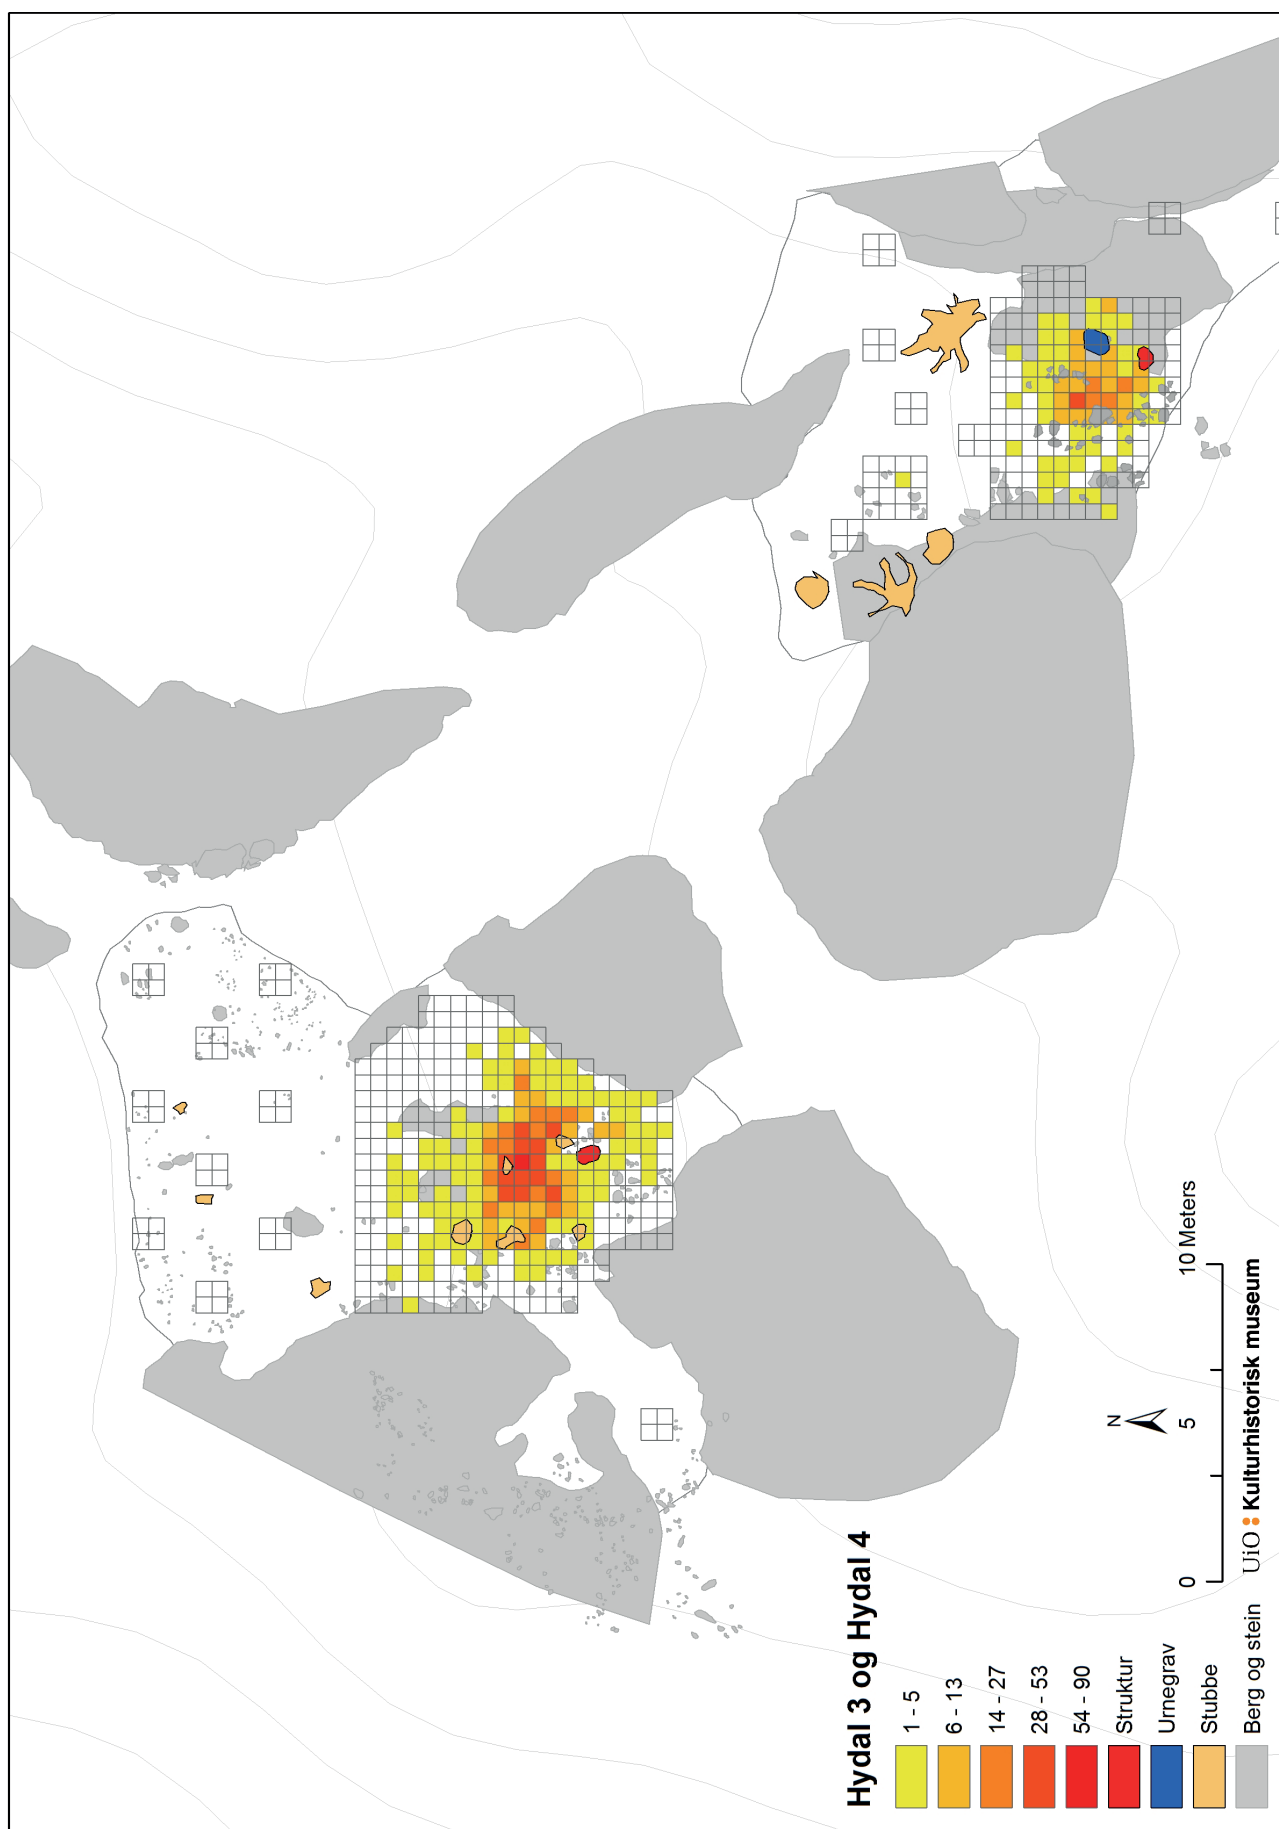 Hydal 3 og Hydal 4
1 - 5
6 - 13
14 - 27
28 - 53
54 - 90
Struktur
Urnegrav
Stubbe
Berg og stein
N
0 5 10 Meters
UiO : Kulturhistorisk museum